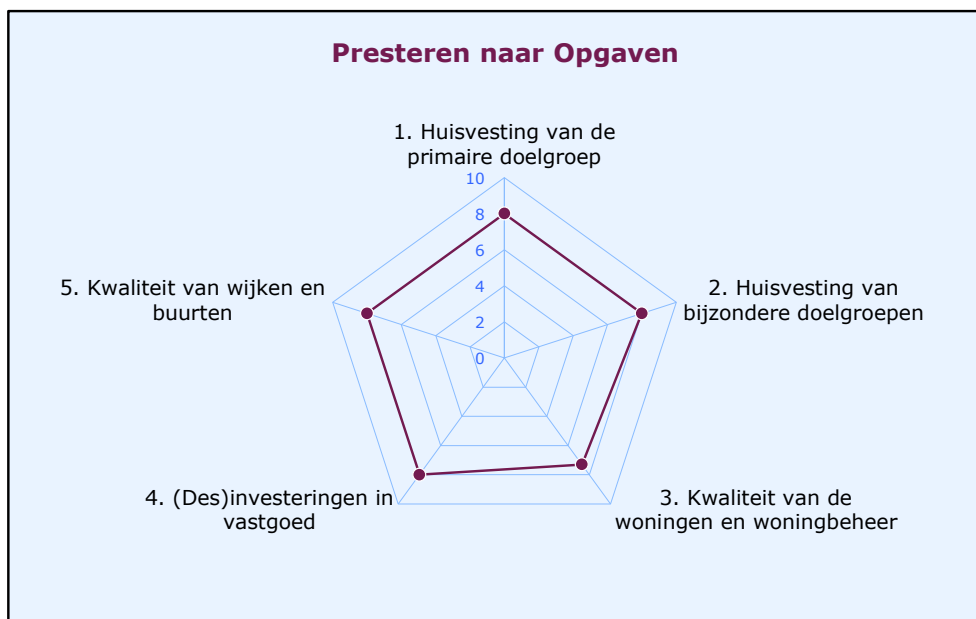 Presteren naar Opgaven
1. Huisvesting van de
primaire doelgroep
10
8
6
4
2
0
2. Huisvesting van
bijzondere doelgroepen
3. Kwaliteit van de
woningen en woningbeheer
4. (Des)investeringen in
vastgoed
5. Kwaliteit van wijken en
buurten